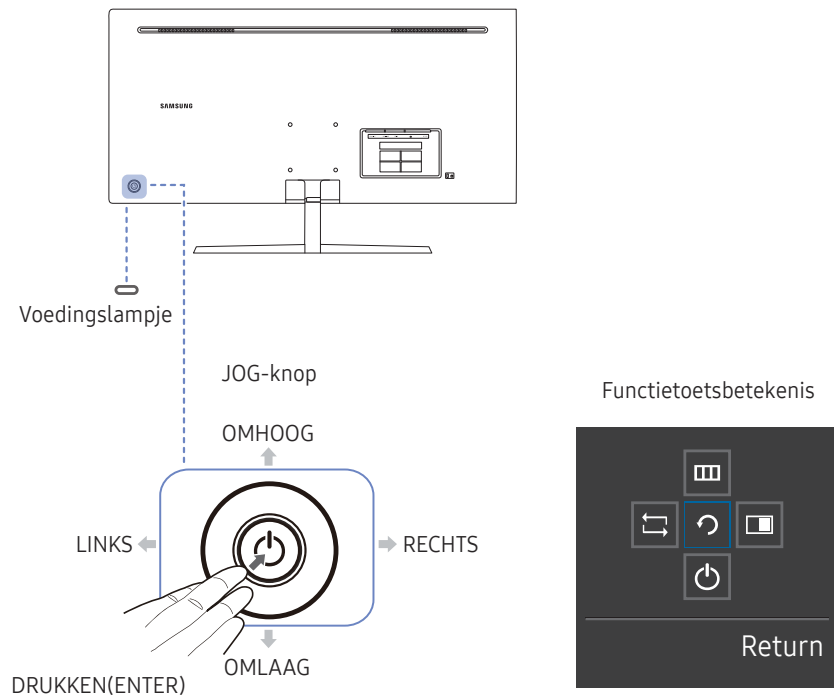 SAMSUNG
Voedingslampje
JOG-knop
Functietoetsbetekenis
OMHOOG
LINKS
RECHTS
OMLAAG
DRUKKEN(ENTER)
Return